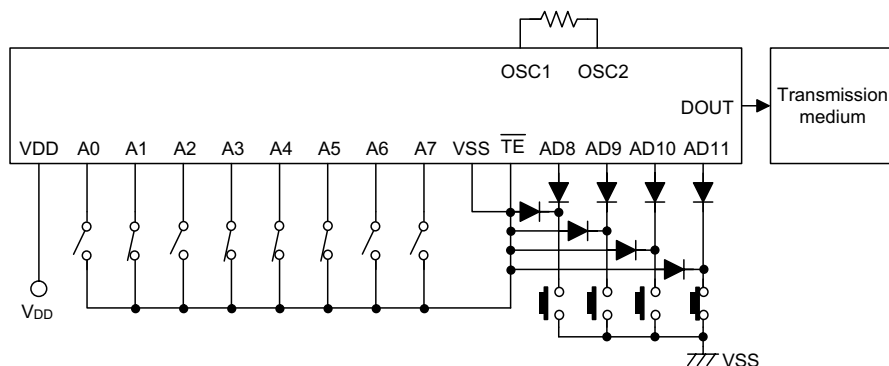 OSC1 OSC2
DOUT
Transmission
medium
VDD A0 A1 A2 A3 A4 A5 A6 A7 VSS T̅E̅ AD8 AD9 AD10 AD11
VDD
VSS